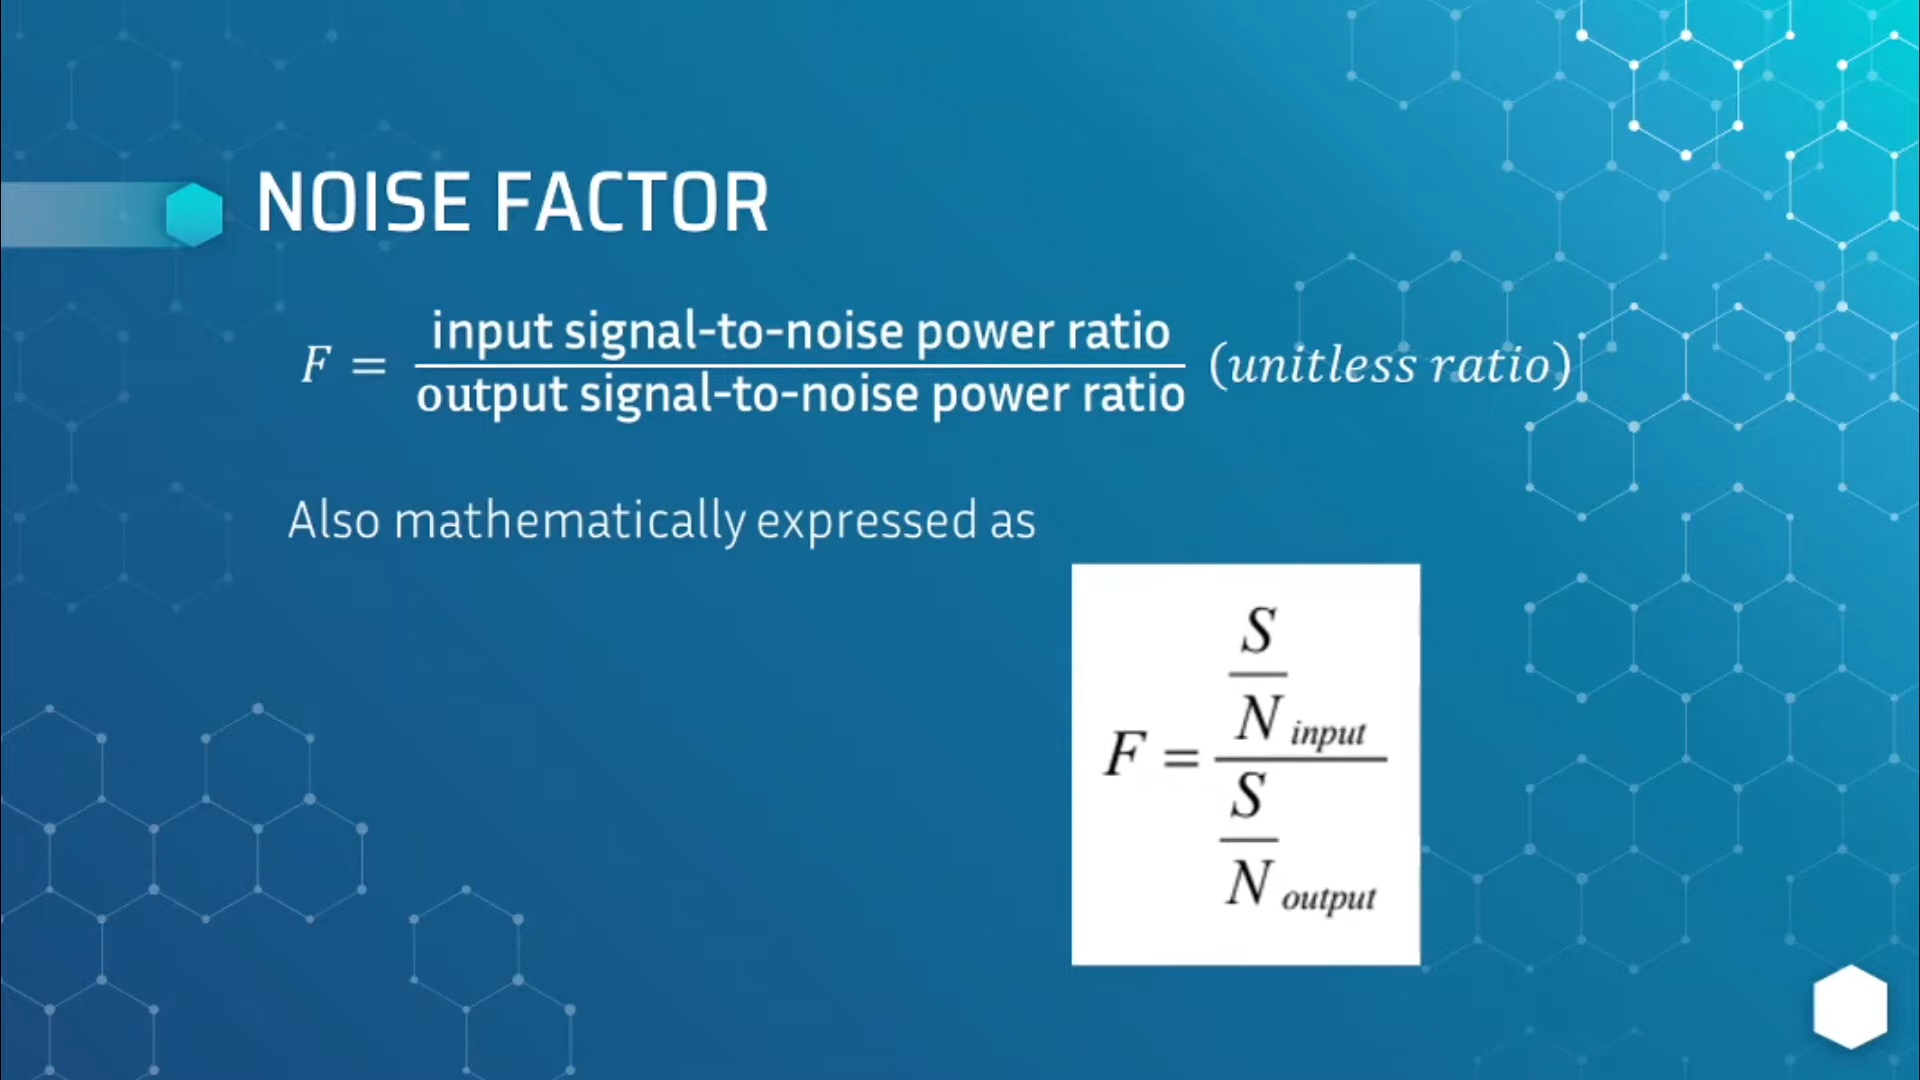 NOISE FACTOR
F = input signal-to-noise power ratio / output signal-to-noise power ratio (unitless ratio)
Also mathematically expressed as
F = S/N input / S/N output